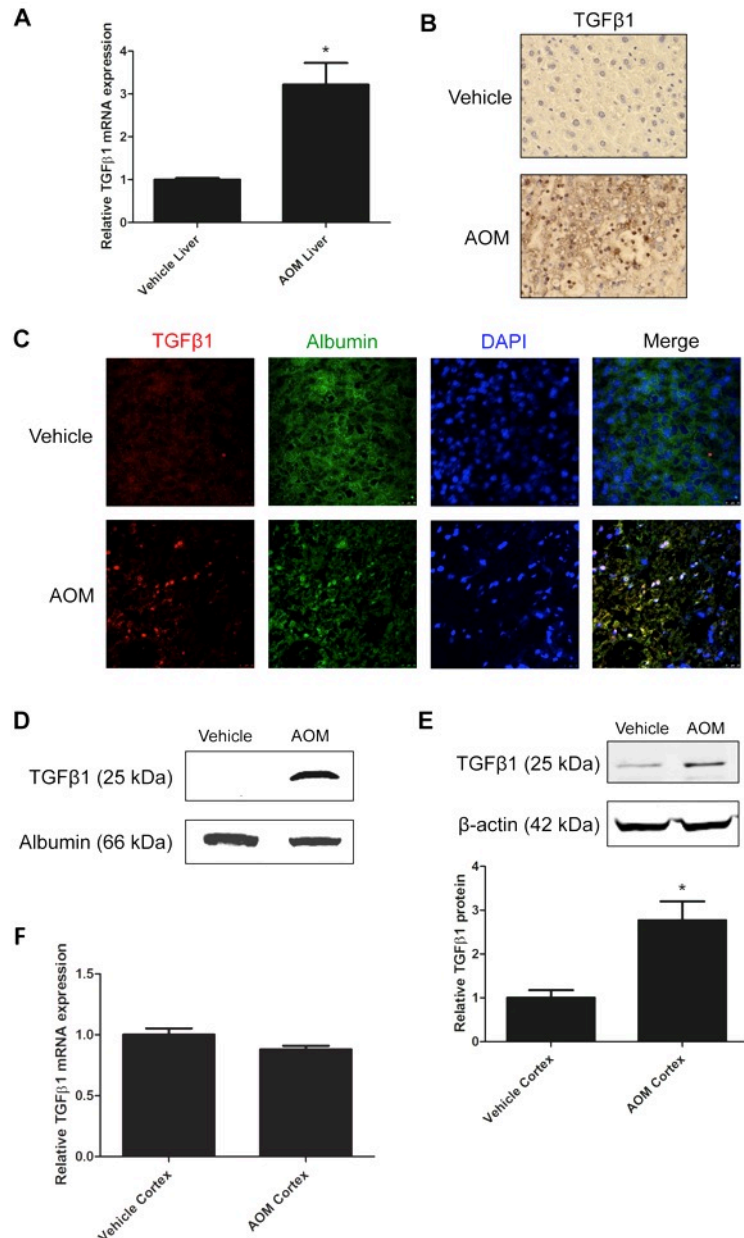 A
Relative TGFβ1 mRNA expression
4
3
2
1
0
*
Vehicle Liver
AOM Liver
B
TGFβ1
Vehicle
AOM
C
TGFβ1 Albumin DAPI Merge
Vehicle
AOM
D
Vehicle AOM
TGFβ1 (25 kDa)
Albumin (66 kDa)
E
Vehicle AOM
TGFβ1 (25 kDa)
β-actin (42 kDa)
Relative TGFβ1 protein
4
3
2
1
0
*
Vehicle Cortex
AOM Cortex
F
Relative TGFβ1 mRNA expression
1.5
1.0
0.5
0.0
Vehicle Cortex
AOM Cortex